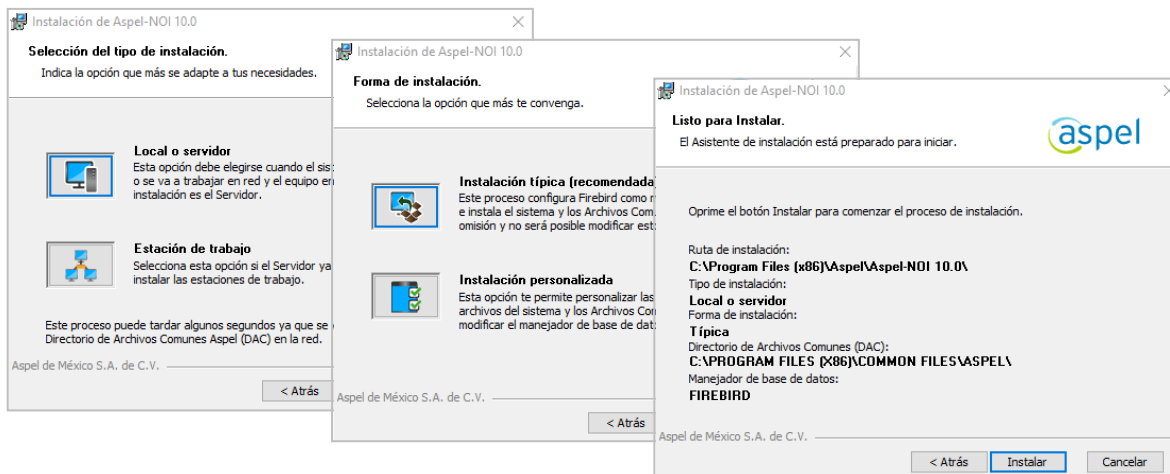 Instalación de Aspel-NOI 10.0
Selección del tipo de instalación.
Indica la opción que más se adapte a tus necesidades.
Local o servidor
Esta opción debe elegirse cuando el
o se va a trabajar en red y el equipo
instalación es el Servidor.
Estación de trabajo
Selecciona esta opción si el Servidor ya
instalar las estaciones de trabajo.
Este proceso puede tardar algunos segundos ya que se
Directorio de Archivos Comunes Aspel (DAC) en la red.
Aspel de México S.A. de C.V.
< Atrás
Instalación de Aspel-NOI 10.0
Forma de instalación.
Selecciona la opción que más te convenga.
Instalación típica (recomendada
Este proceso configura Firebird como
e instala el sistema y los Archivos
omisión y no será posible modificar
Instalación personalizada
Esta opción te permite personalizar las
archivos del sistema y los Archivos
modificar el manejador de base de
Aspel de México S.A. de C.V.
< Atrás
Instalación de Aspel-NOI 10.0
Listo para Instalar.
El Asistente de instalación está preparado para iniciar.
aspel
Oprime el botón Instalar para comenzar el proceso de instalación.
Ruta de instalación:
C:\Program Files (x86)\Aspel\Aspel-NOI 10.0\
Tipo de instalación:
Local o servidor
Forma de instalación:
Típica
Directorio de Archivos Comunes (DAC):
C:\PROGRAM FILES (X86)\COMMON FILES\ASPEL\
Manejador de base de datos:
FIREBIRD
Aspel de México S.A. de C.V.
< Atrás
Instalar
Cancelar